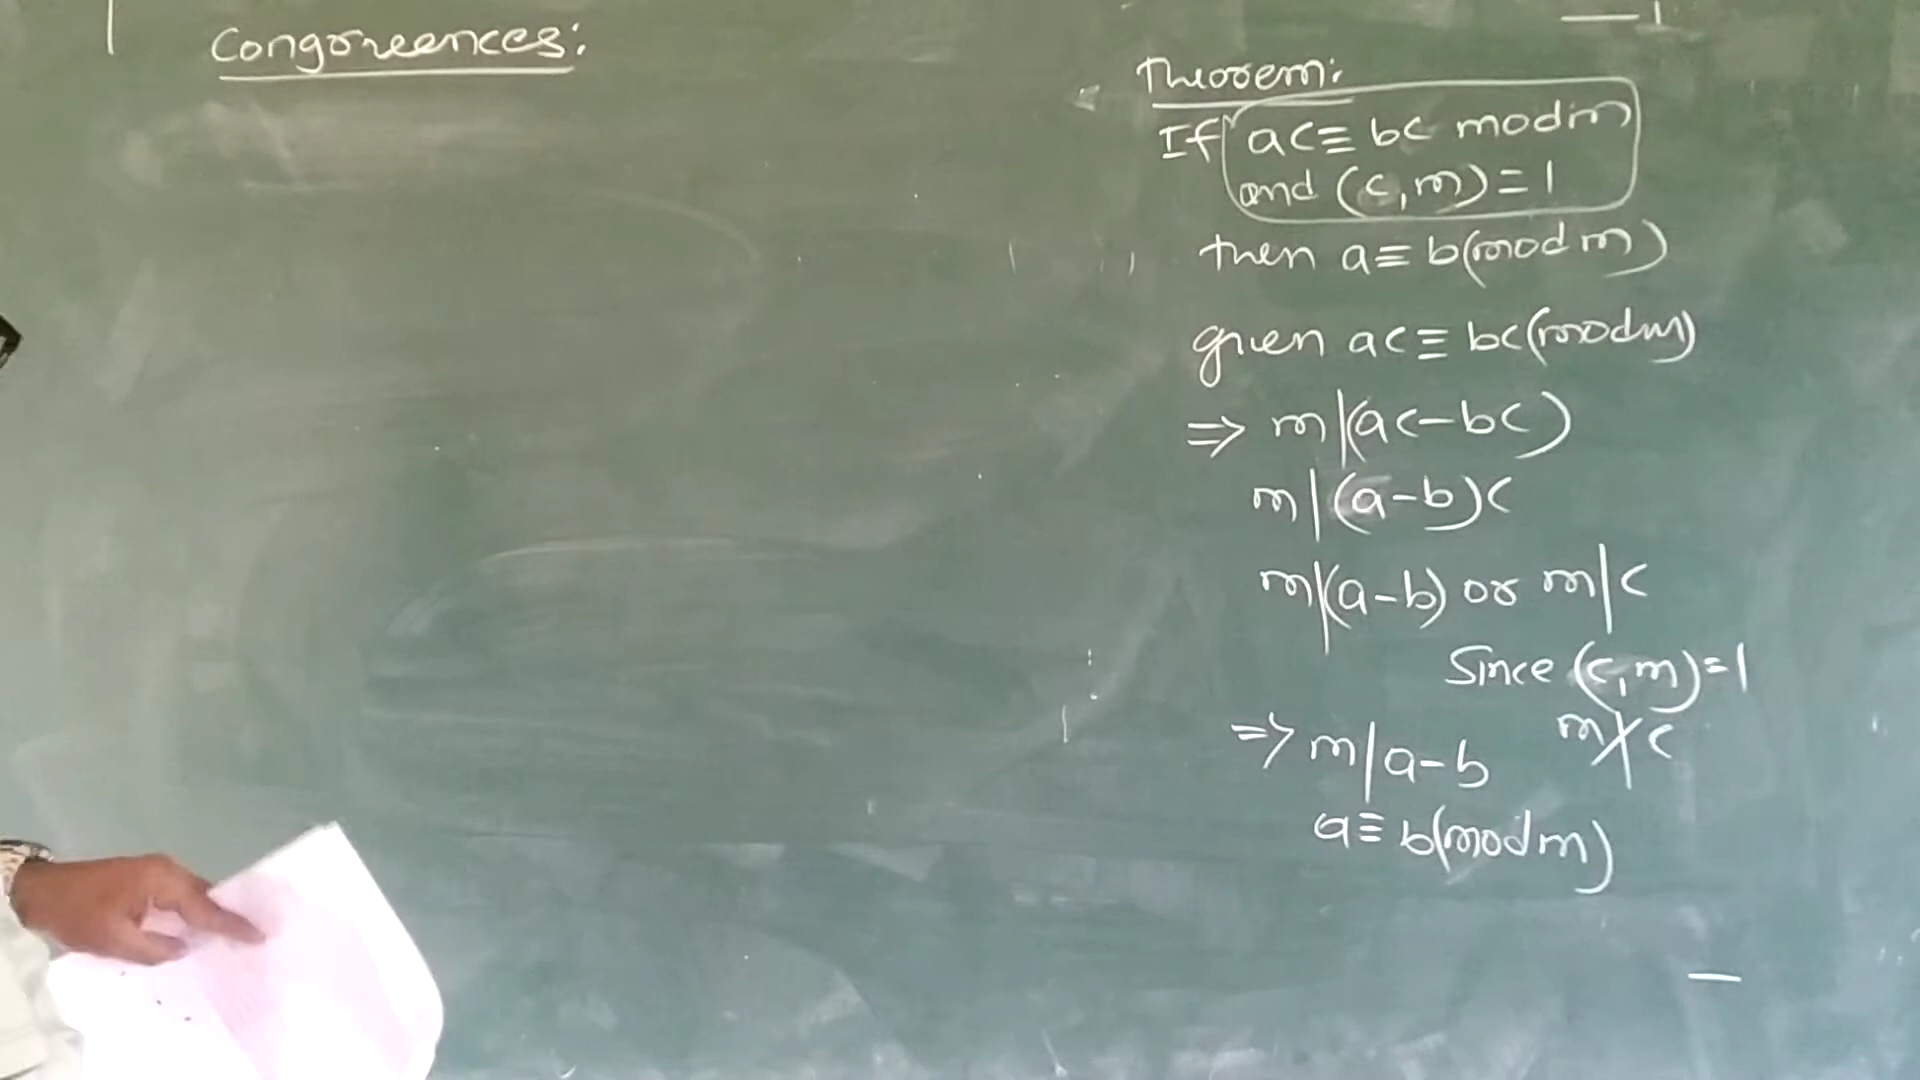 Congoreences:
Theorem:
If ac ≡ bc mod m
and (c, m) = 1
then a ≡ b(mod m)
given ac ≡ bc(mod m)
⇒ m|(ac-bc)
m|(a-b)c
m|(a-b) or m|c
Since (c, m) = 1
m∤c
⇒ m|a-b
a ≡ b(mod m)